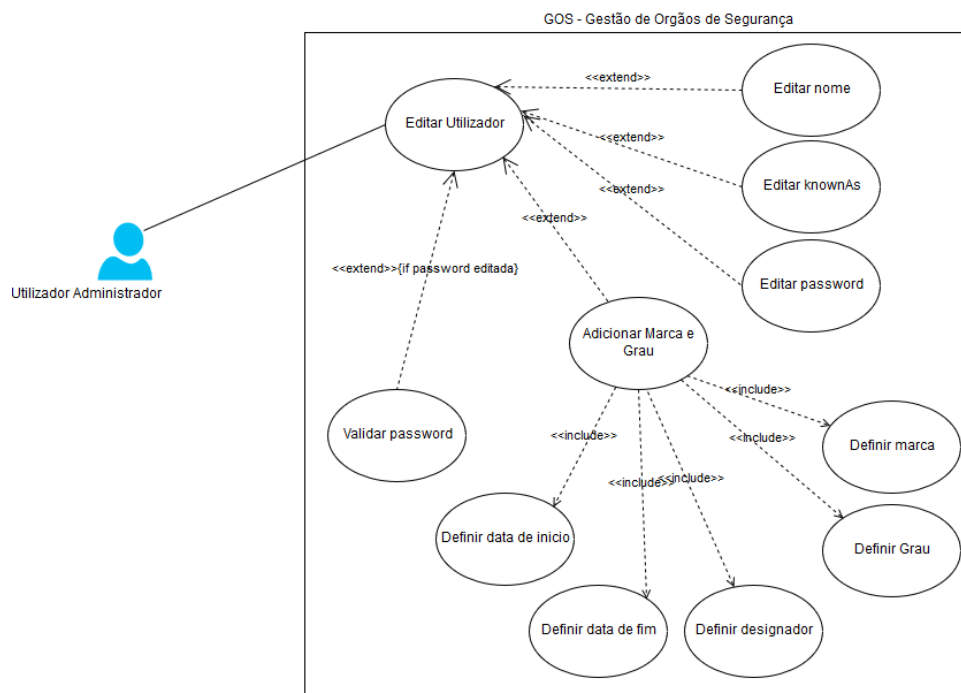 GOS - Gestão de Orgãos de Segurança
<<extend>>
Editar nome
Editar Utilizador
<<extend>>
Editar knownAs
<<extend>>
<<extend>>
<<extend>>{if password editada}
Editar password
Utilizador Administrador
Adicionar Marca e
Grau
<<include>>
Validar password
<<include>>
<<include>>
Definir marca
<<include>>
<<include>>
Definir data de inicio
Definir Grau
Definir data de fim
Definir designador